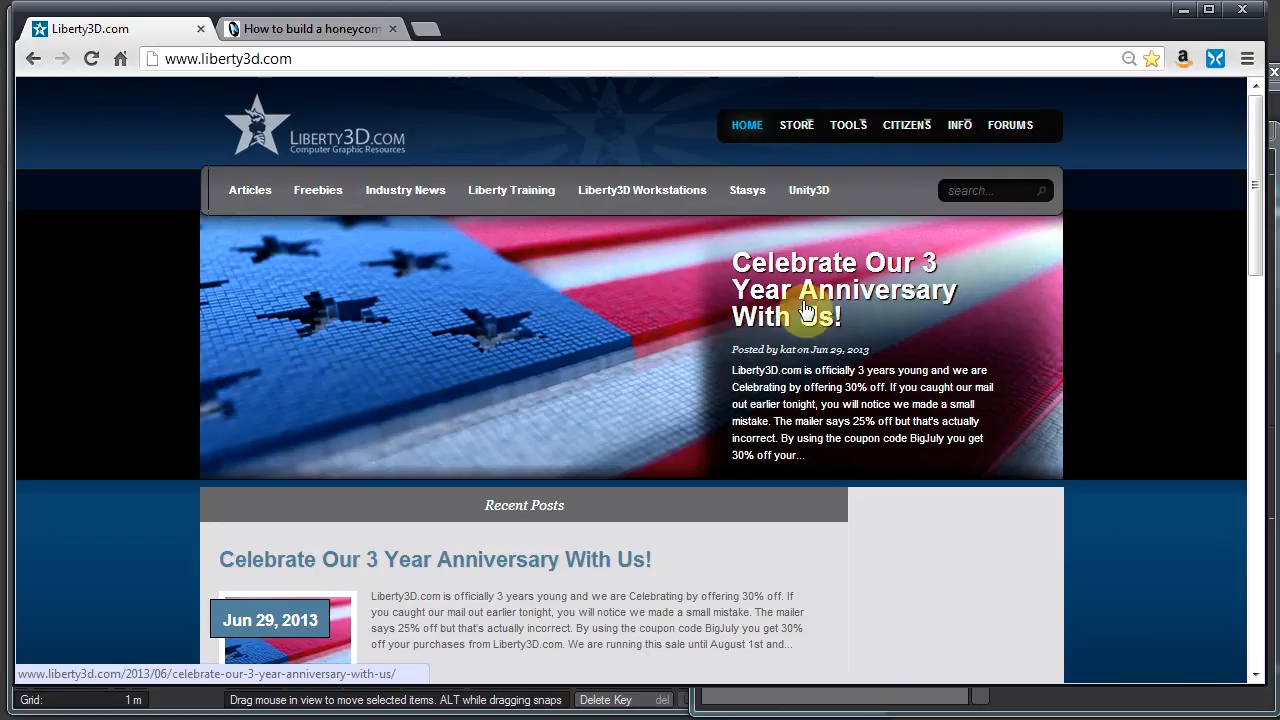 Liberty3D.com
How to build a honeycom
www.liberty3d.com
LIBERTY3D.COM
Computer Graphic Resources
HOME STORE TOOLS CITIZENS INFO FORUMS
Articles Freebies Industry News Liberty Training Liberty3D Workstations Stasys Unity3D
search...
Celebrate Our 3
Year Anniversary
With Us!
Posted by kat on Jun 29, 2013
Liberty3D.com is officially 3 years young and we are
Celebrating by offering 30% off. If you caught our mail
out earlier tonight, you will notice we made a small
mistake. The mailer says 25% off but that's actually
incorrect. By using the coupon code BigJuly you get
30% off your...
Recent Posts
Celebrate Our 3 Year Anniversary With Us!
Jun 29, 2013
Liberty3D.com is officially 3 years young and we are Celebrating by offering 30% off. If
you caught our mail out earlier tonight, you will notice we made a small mistake. The mailer
says 25% off but that's actually incorrect. By using the coupon code BigJuly you get 30%
off your purchases from Liberty3D.com. We are running this sale until August 1st and...
www.liberty3d.com/2013/06/celebrate-our-3-year-anniversary-with-us/
Grid: 1 m
Drag mouse in view to move selected items. ALT while dragging snaps
Delete Key del